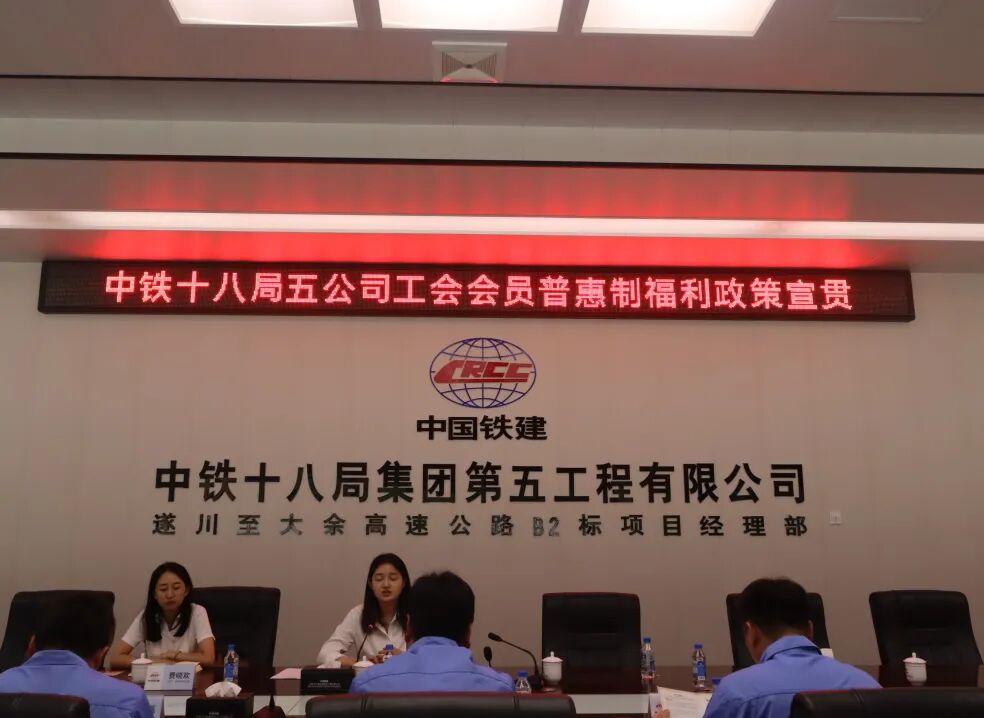 中铁十八局五公司工会会员普惠制福利政策宣贯
CRCC
中国铁建
中铁十八局集团第五工程有限公司
遂川至大余高速公路B2标项目经理部